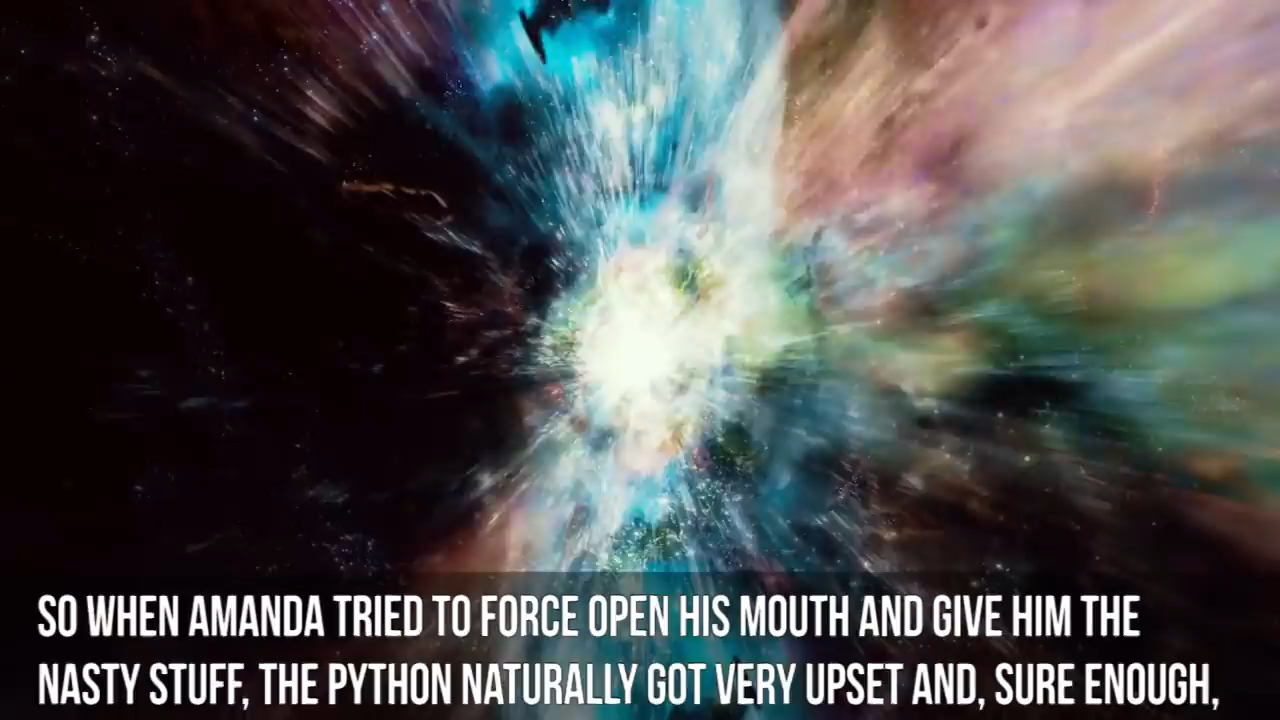 SO WHEN AMANDA TRIED TO FORCE OPEN HIS MOUTH AND GIVE HIM THE
NASTY STUFF, THE PYTHON NATURALLY GOT VERY UPSET AND, SURE ENOUGH,